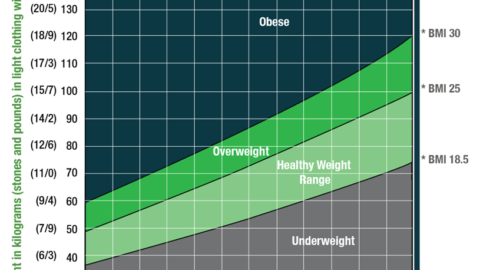 (20/5) 130
Obese
(18/9) 120
* BMI 30
(17/3) 110
(15/7) 100
* BMI 25
(14/2) 90
(12/6) 80
Overweight
Healthy Weight
Range
* BMI 18.5
(11/0) 70
(9/4) 60
(7/9) 50
Underweight
(6/3) 40
in kilograms (stones and pounds) in light clothing